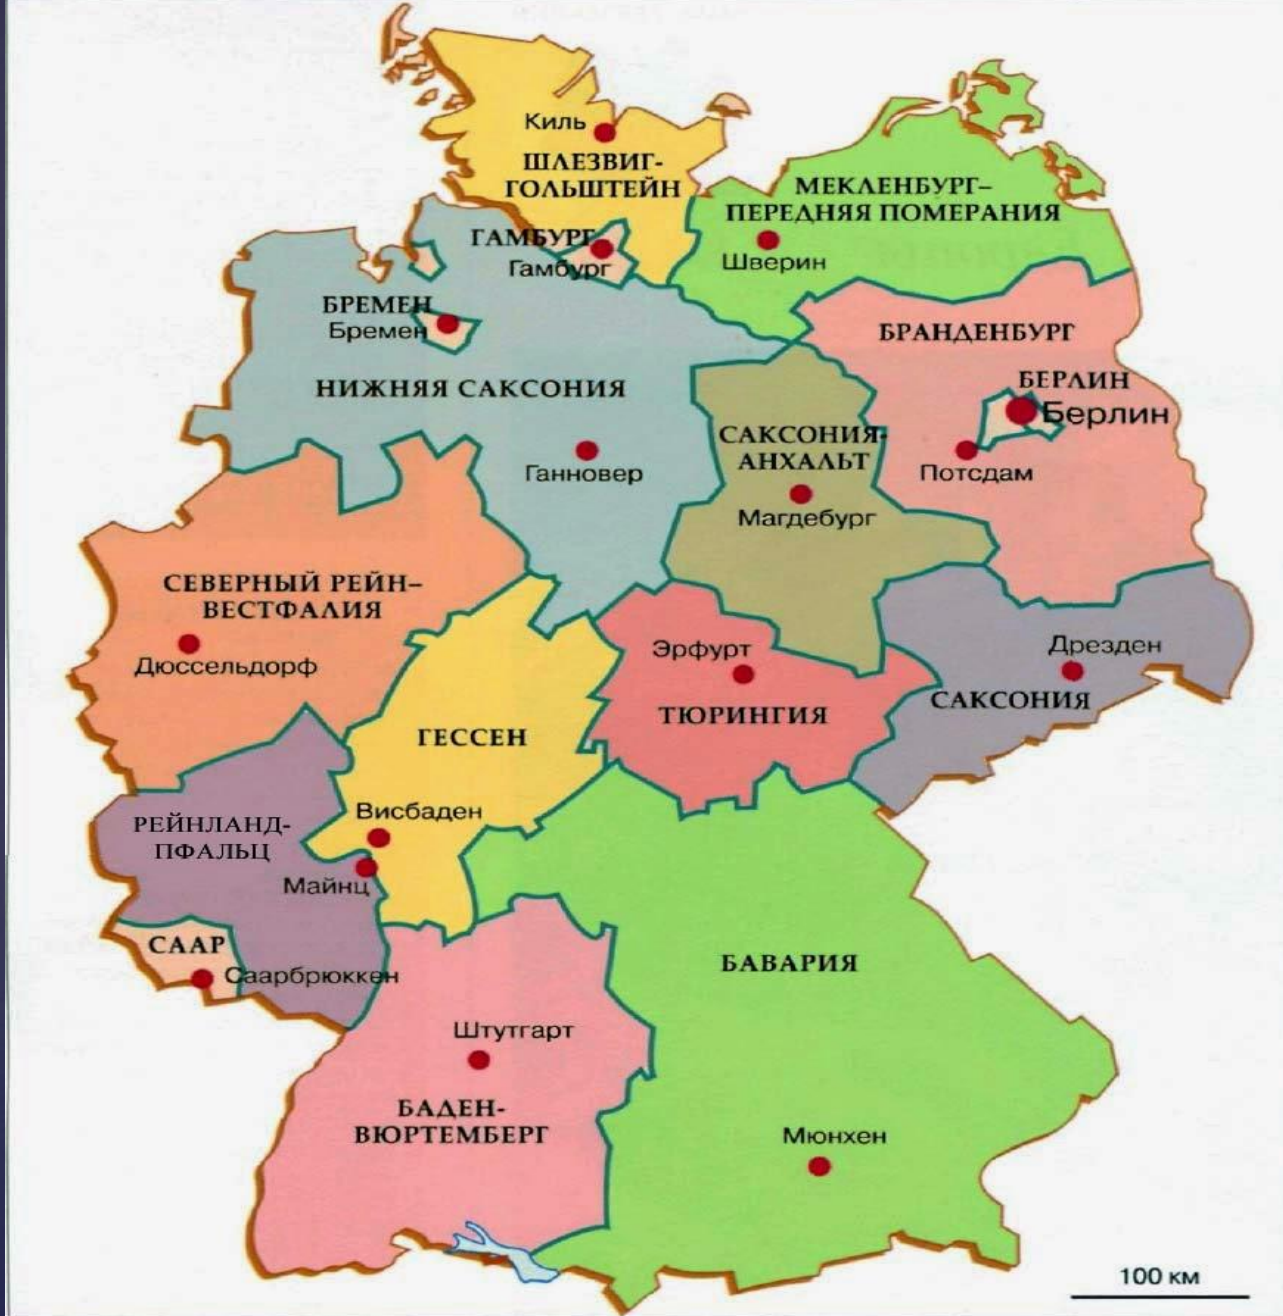 Киль
ШЛЕЗВИГ-
ГОЛЬШТЕЙН
МЕКЛЕНБУРГ–
ПЕРЕДНЯЯ ПОМЕРАНИЯ
Шверин
ГАМБУРГ
Гамбург
БРЕМЕН
Бремен
БРАНДЕНБУРГ
НИЖНЯЯ САКСОНИЯ
БЕРЛИН
Берлин
САКСОНИЯ-
АНХАЛЬТ
Ганновер
Потсдам
Магдебург
СЕВЕРНЫЙ РЕЙН–
ВЕСТФАЛИЯ
Дюссельдорф
Эрфурт
ТЮРИНГИЯ
Дрезден
САКСОНИЯ
ГЕССЕН
Висбаден
РЕЙНЛАНД-
ПФАЛЬЦ
Майнц
СААР
Саарбрюккен
БАВАРИЯ
Штутгарт
БАДЕН-
ВЮРТЕМБЕРГ
Мюнхен
100 км